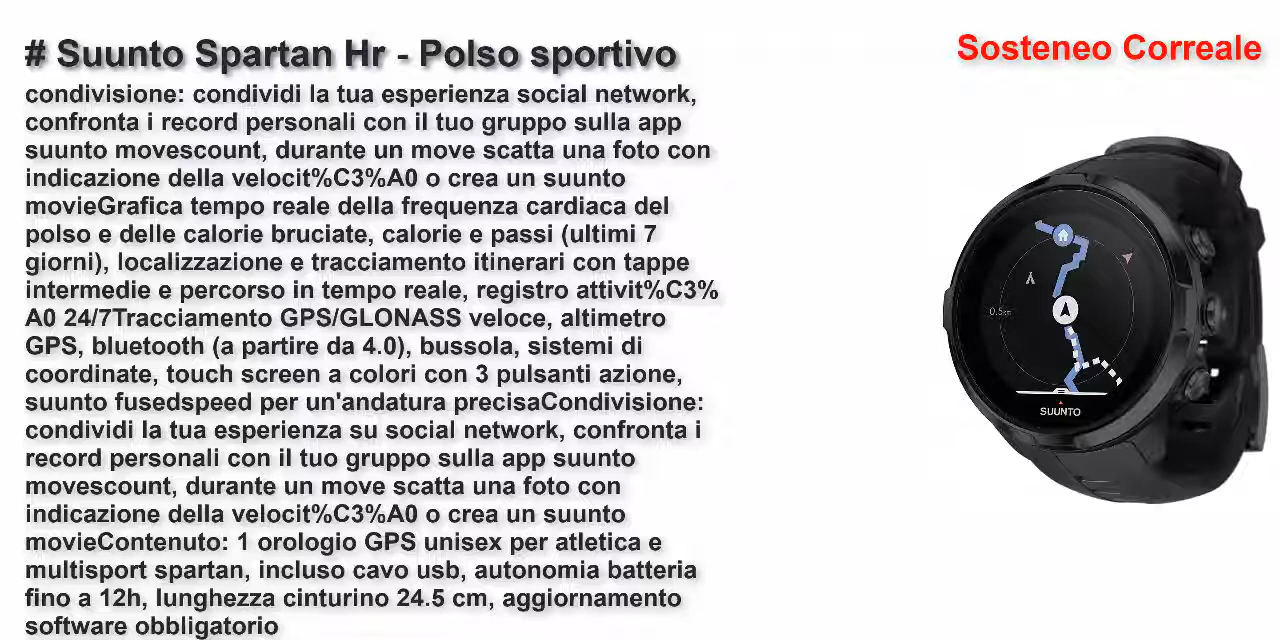 # Suunto Spartan Hr - Polso sportivo
Sosteneo Correale
condivisione: condividi la tua esperienza social network,
confronta i record personali con il tuo gruppo sulla app
suunto movescount, durante un move scatta una foto con
indicazione della velocit%C3%A0 o crea un suunto
movieGrafica tempo reale della frequenza cardiaca del
polso e delle calorie bruciate, calorie e passi (ultimi 7
giorni), localizzazione e tracciamento itinerari con tappe
intermedie e percorso in tempo reale, registro attivit%C3%
A0 24/7Tracciamento GPS/GLONASS veloce, altimetro
GPS, bluetooth (a partire da 4.0), bussola, sistemi di
coordinate, touch screen a colori con 3 pulsanti azione,
suunto fusedspeed per un'andatura precisaCondivisione:
condividi la tua esperienza su social network, confronta i
record personali con il tuo gruppo sulla app suunto
movescount, durante un move scatta una foto con
indicazione della velocit%C3%A0 o crea un suunto
movieContenuto: 1 orologio GPS unisex per atletica e
multisport spartan, incluso cavo usb, autonomia batteria
fino a 12h, lunghezza cinturino 24.5 cm, aggiornamento
software obbligatorio
0.5km
SUUNTO